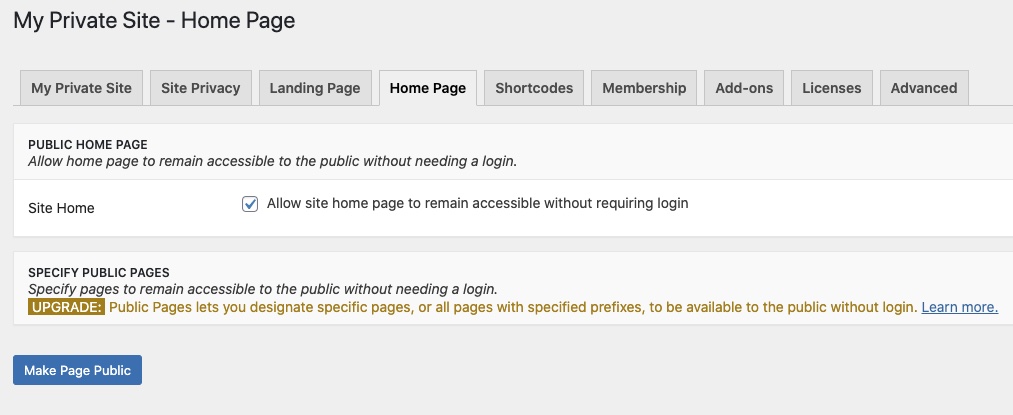 My Private Site - Home Page
My Private Site
Site Privacy
Landing Page
Home Page
Shortcodes
Membership
Add-ons
Licenses
Advanced
PUBLIC HOME PAGE
Allow home page to remain accessible to the public without needing a login.
Site Home
Allow site home page to remain accessible without requiring login
SPECIFY PUBLIC PAGES
Specify pages to remain accessible to the public without needing a login.
UPGRADE: Public Pages lets you designate specific pages, or all pages with specified prefixes, to be available to the public without login. Learn more.
Make Page Public